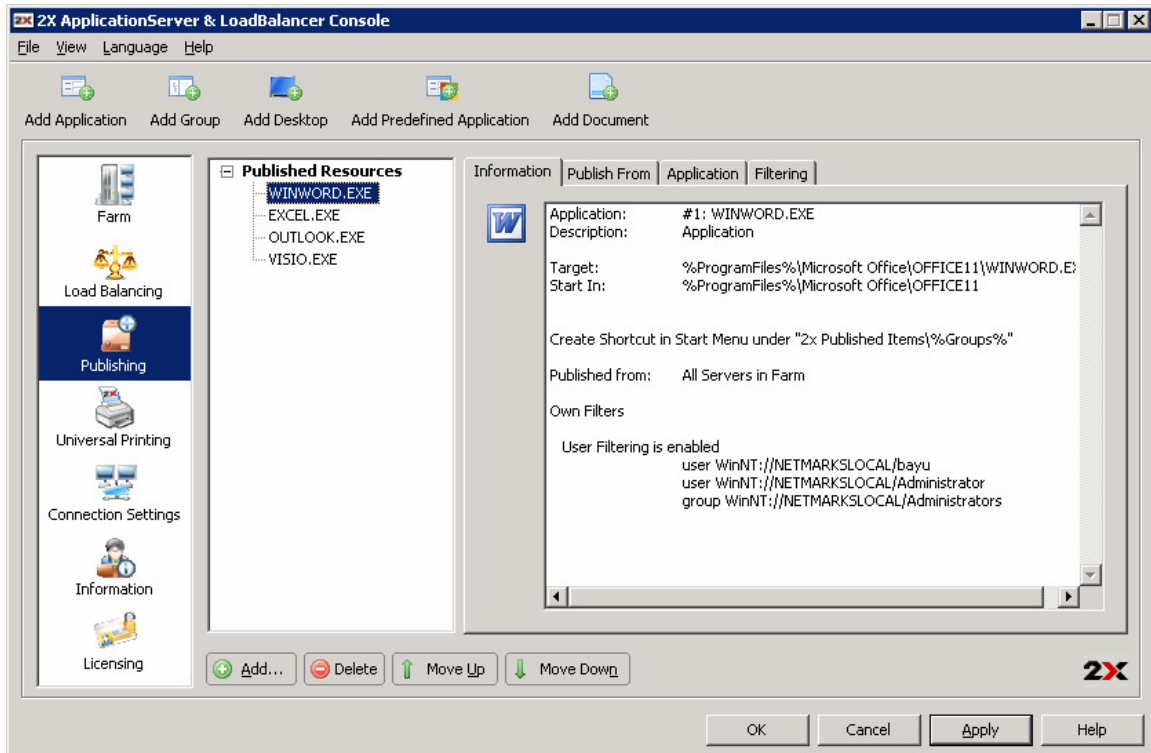 2X ApplicationServer & LoadBalancer Console
File View Language Help
Add Application Add Group Add Desktop Add Predefined Application Add Document
Farm
Load Balancing
Publishing
Universal Printing
Connection Settings
Information
Licensing
Published Resources
WINWORD.EXE
EXCEL.EXE
OUTLOOK.EXE
VISIO.EXE
Information Publish From Application Filtering
Application: #1: WINWORD.EXE
Description: Application
Target: %ProgramFiles%\Microsoft Office\OFFICE11\WINWORD.E
Start In: %ProgramFiles%\Microsoft Office\OFFICE11
Create Shortcut in Start Menu under "2x Published Items\%Groups%"
Published from: All Servers in Farm
Own Filters
User Filtering is enabled
user WinNT://NETMARKSLOCAL/bayu
user WinNT://NETMARKSLOCAL/Administrator
group WinNT://NETMARKSLOCAL/Administrators
Add... Delete Move Up Move Down
2X
OK Cancel Apply Help